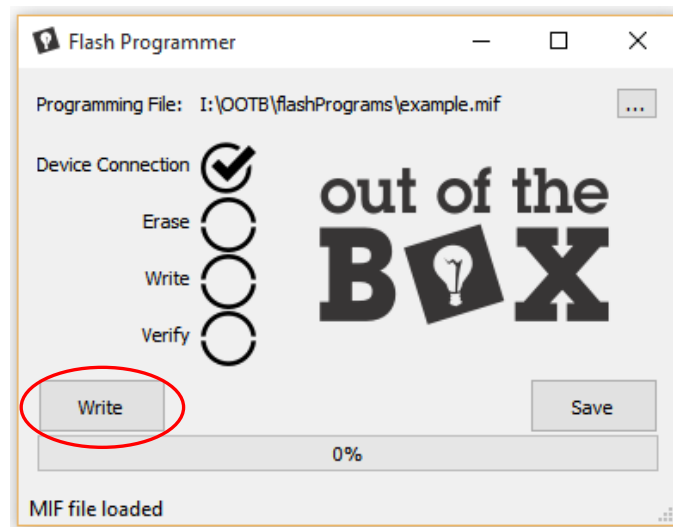 Flash Programmer
Programming File: I:\OOTB\flashPrograms\example.mif ...
Device Connection
Erase
Write
Verify
out of the
BOX
Write
Save
0%
MIF file loaded